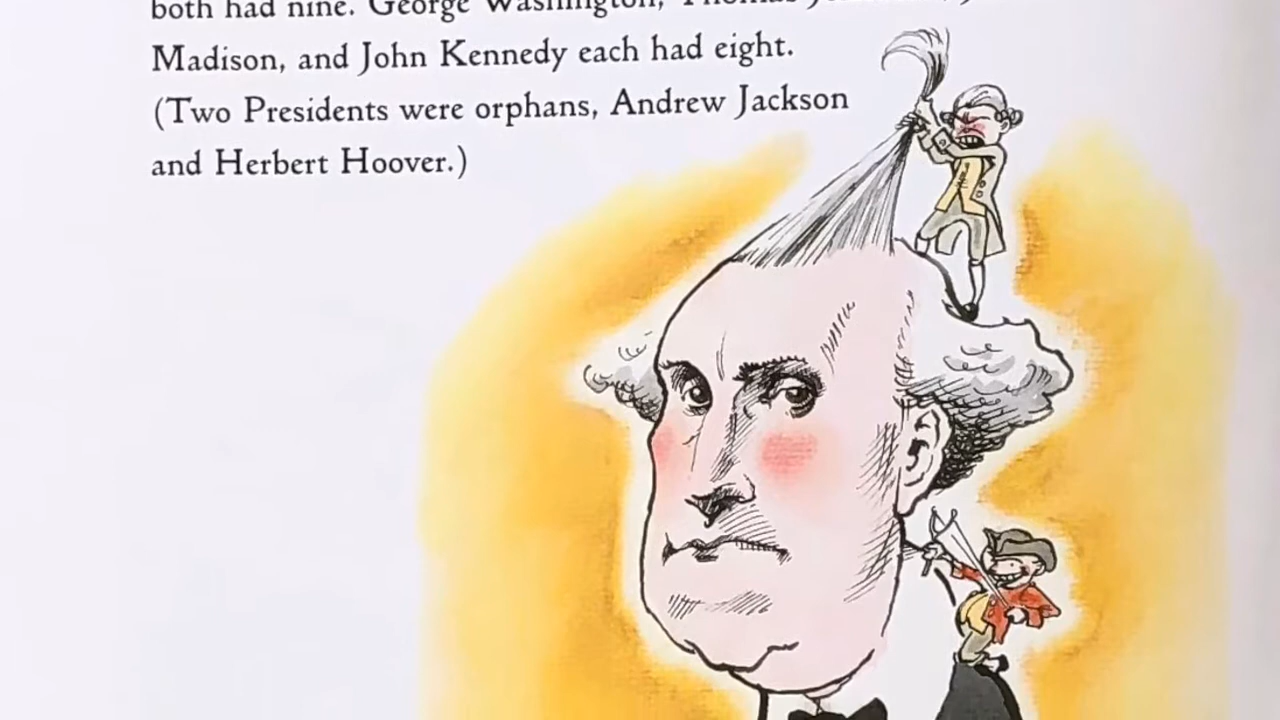 both had nine. George Washington, Thomas
Madison, and John Kennedy each had eight.
(Two Presidents were orphans, Andrew Jackson
and Herbert Hoover.)